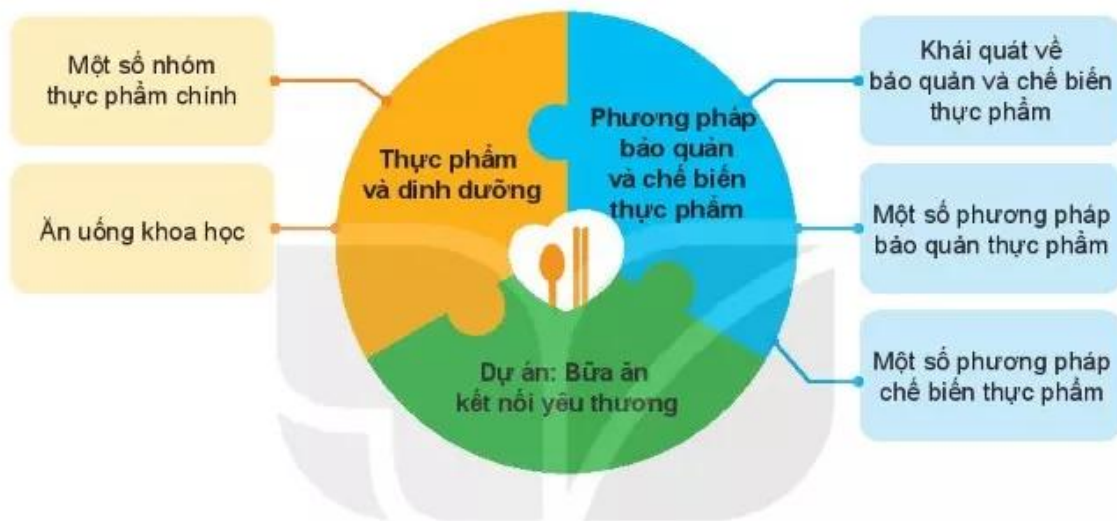 Một số nhóm
thực phẩm chính
Ăn uống khoa học
Thực phẩm
và dinh dưỡng
Phương pháp
bảo quản
và chế biến
thực phẩm
Dự án: Bữa ăn
kết nối yêu thương
Khái quát về
bảo quản và chế biến
thực phẩm
Một số phương pháp
bảo quản thực phẩm
Một số phương pháp
chế biến thực phẩm